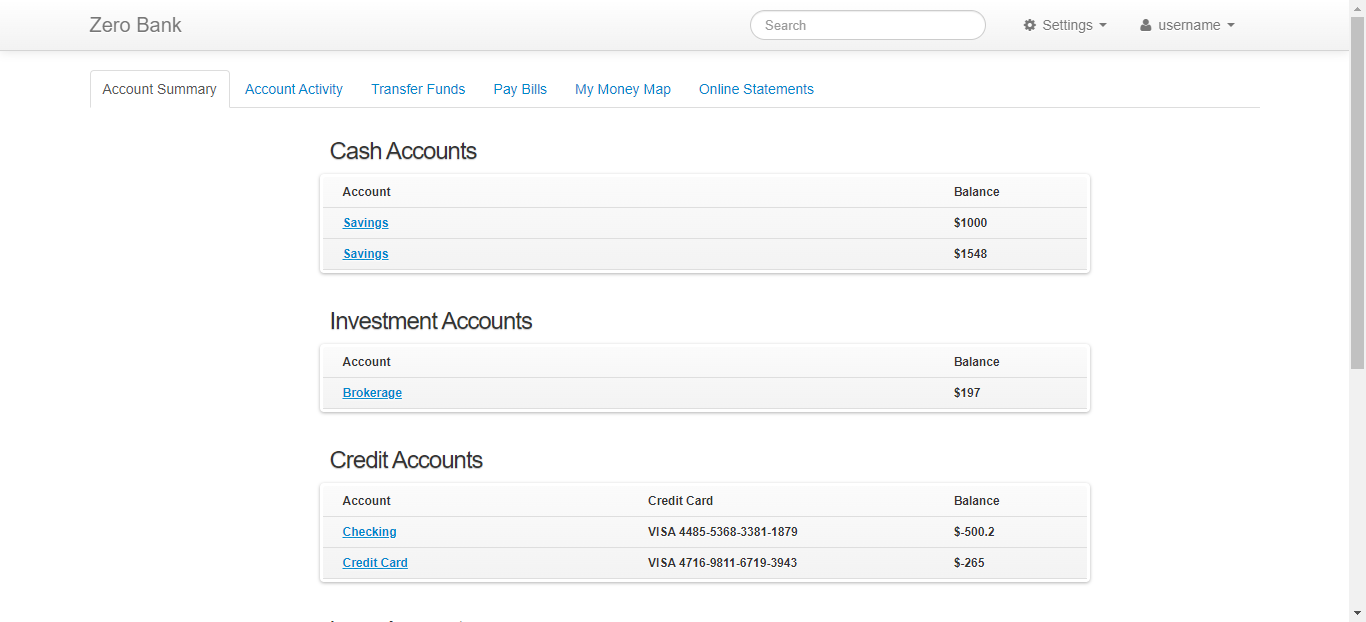 Zero Bank Search Settings username
Account Summary Account Activity Transfer Funds Pay Bills My Money Map Online Statements
Cash Accounts
Account Balance
Savings $1000
Savings $1548
Investment Accounts
Account Balance
Brokerage $197
Credit Accounts
Account Credit Card Balance
Checking VISA 4485-5368-3381-1879 $-500.2
Credit Card VISA 4716-9811-6719-3943 $-265